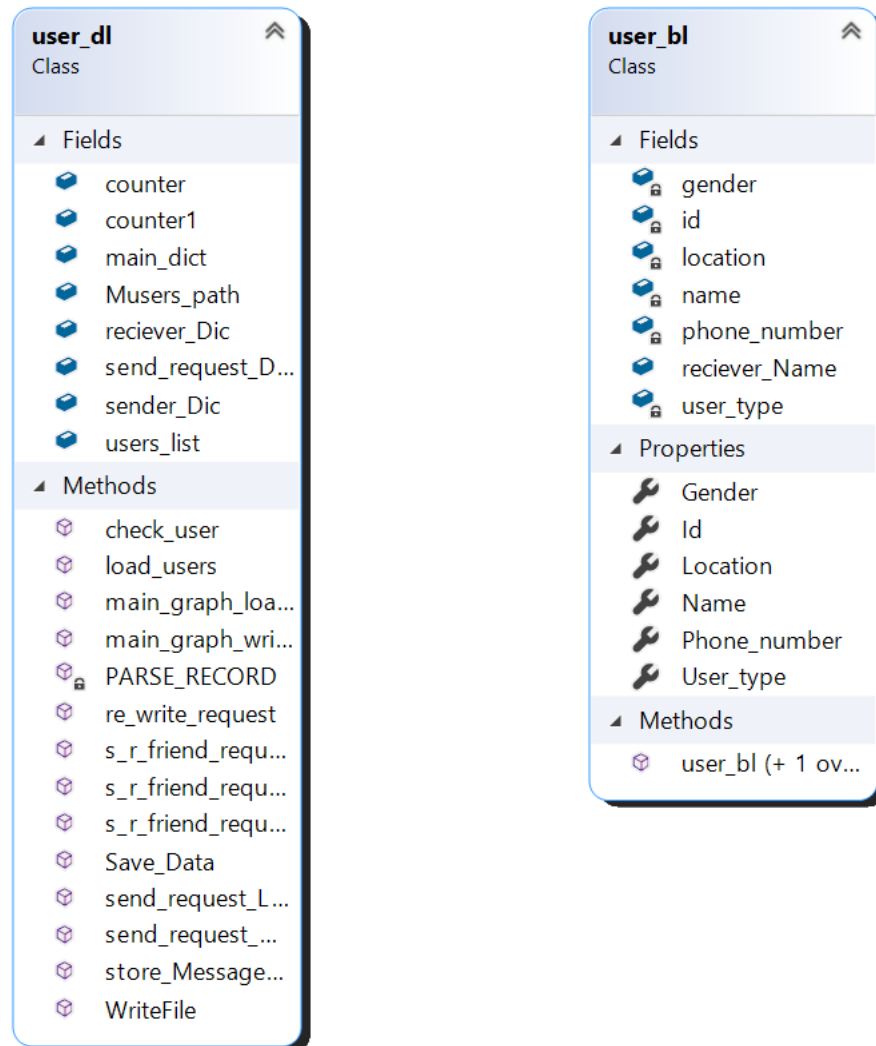 user_dl
Class
Fields
counter
counter1
main_dict
Musers_path
reciever_Dic
send_request_D...
sender_Dic
users_list
Methods
check_user
load_users
main_graph_loa...
main_graph_wri...
PARSE_RECORD
re_write_request
s_r_friend_requ...
s_r_friend_requ...
s_r_friend_requ...
Save_Data
send_request_L...
send_request_...
store_Message...
WriteFile
user_bl
Class
Fields
gender
id
location
name
phone_number
reciever_Name
user_type
Properties
Gender
Id
Location
Name
Phone_number
User_type
Methods
user_bl (+ 1 ov...